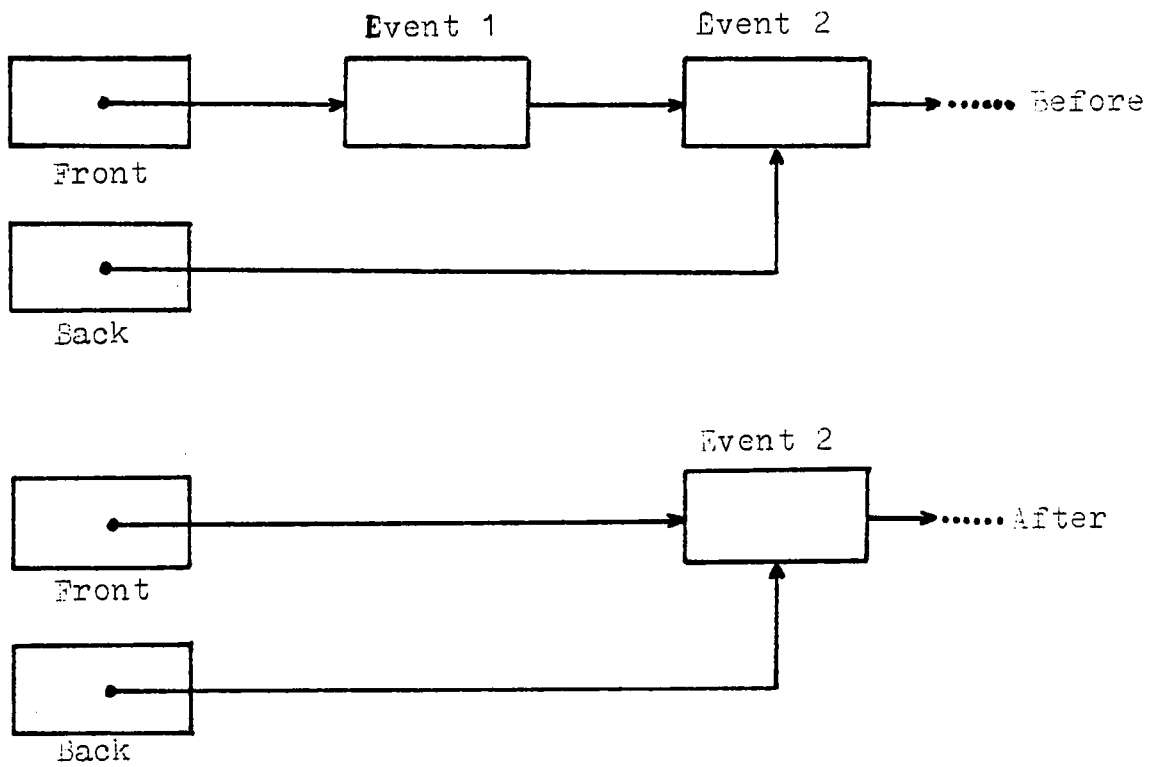 Event 1 Event 2
Before
Front
Back
Event 2
After
Front
Back